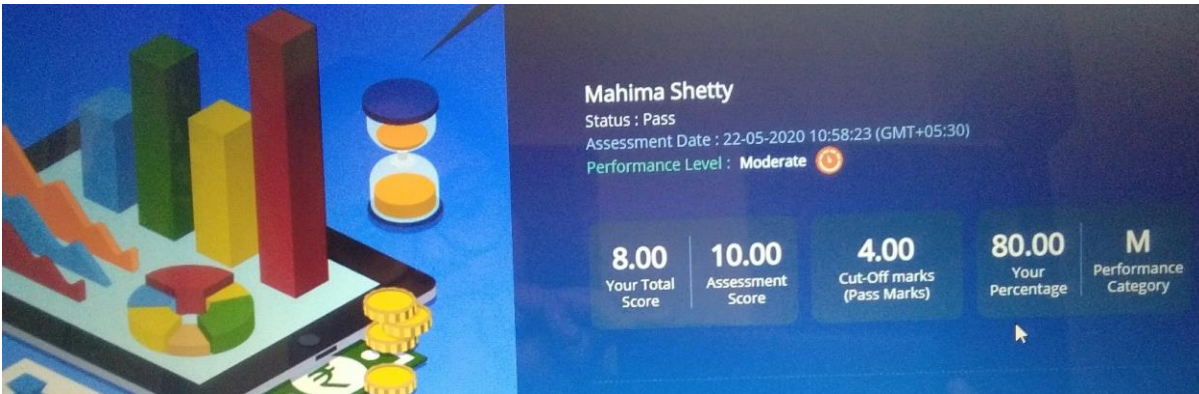 Mahima Shetty
Status : Pass
Assessment Date : 22-05-2020 10:58:23 (GMT+05:30)
Performance Level : Moderate
8.00
Your Total
Score
10.00
Assessment
Score
4.00
Cut-Off marks
(Pass Marks)
80.00
Your
Percentage
M
Performance
Category
₹